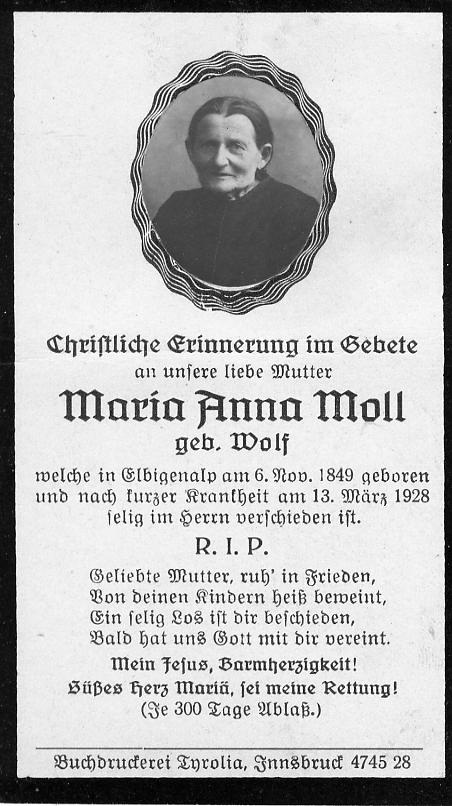 Christliche Erinnerung im Gebete
an unsere liebe Mutter
Maria Anna Moll
geb. Wolf
welche in Elbigenalp am 6. Nov. 1849 geboren
und nach kurzer Krankheit am 13. März 1928
selig im Herrn verschieden ist.
R. I. P.
Geliebte Mutter, ruh' in Frieden,
Von deinen Kindern heiß beweint,
Ein selig Los ist dir beschieden,
Bald hat uns Gott mit dir vereint.
Mein Jesus, Barmherzigkeit!
Süßes Herz Mariä, sei meine Rettung!
(Je 300 Tage Ablaß.)
Buchdruckerei Tyrolia, Innsbruck 4745 28